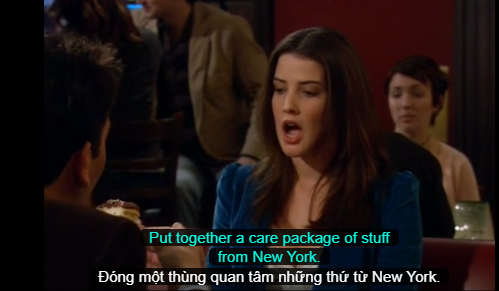 Put together a care package of stuff
from New York.
Đóng một thùng quan tâm những thứ từ New York.